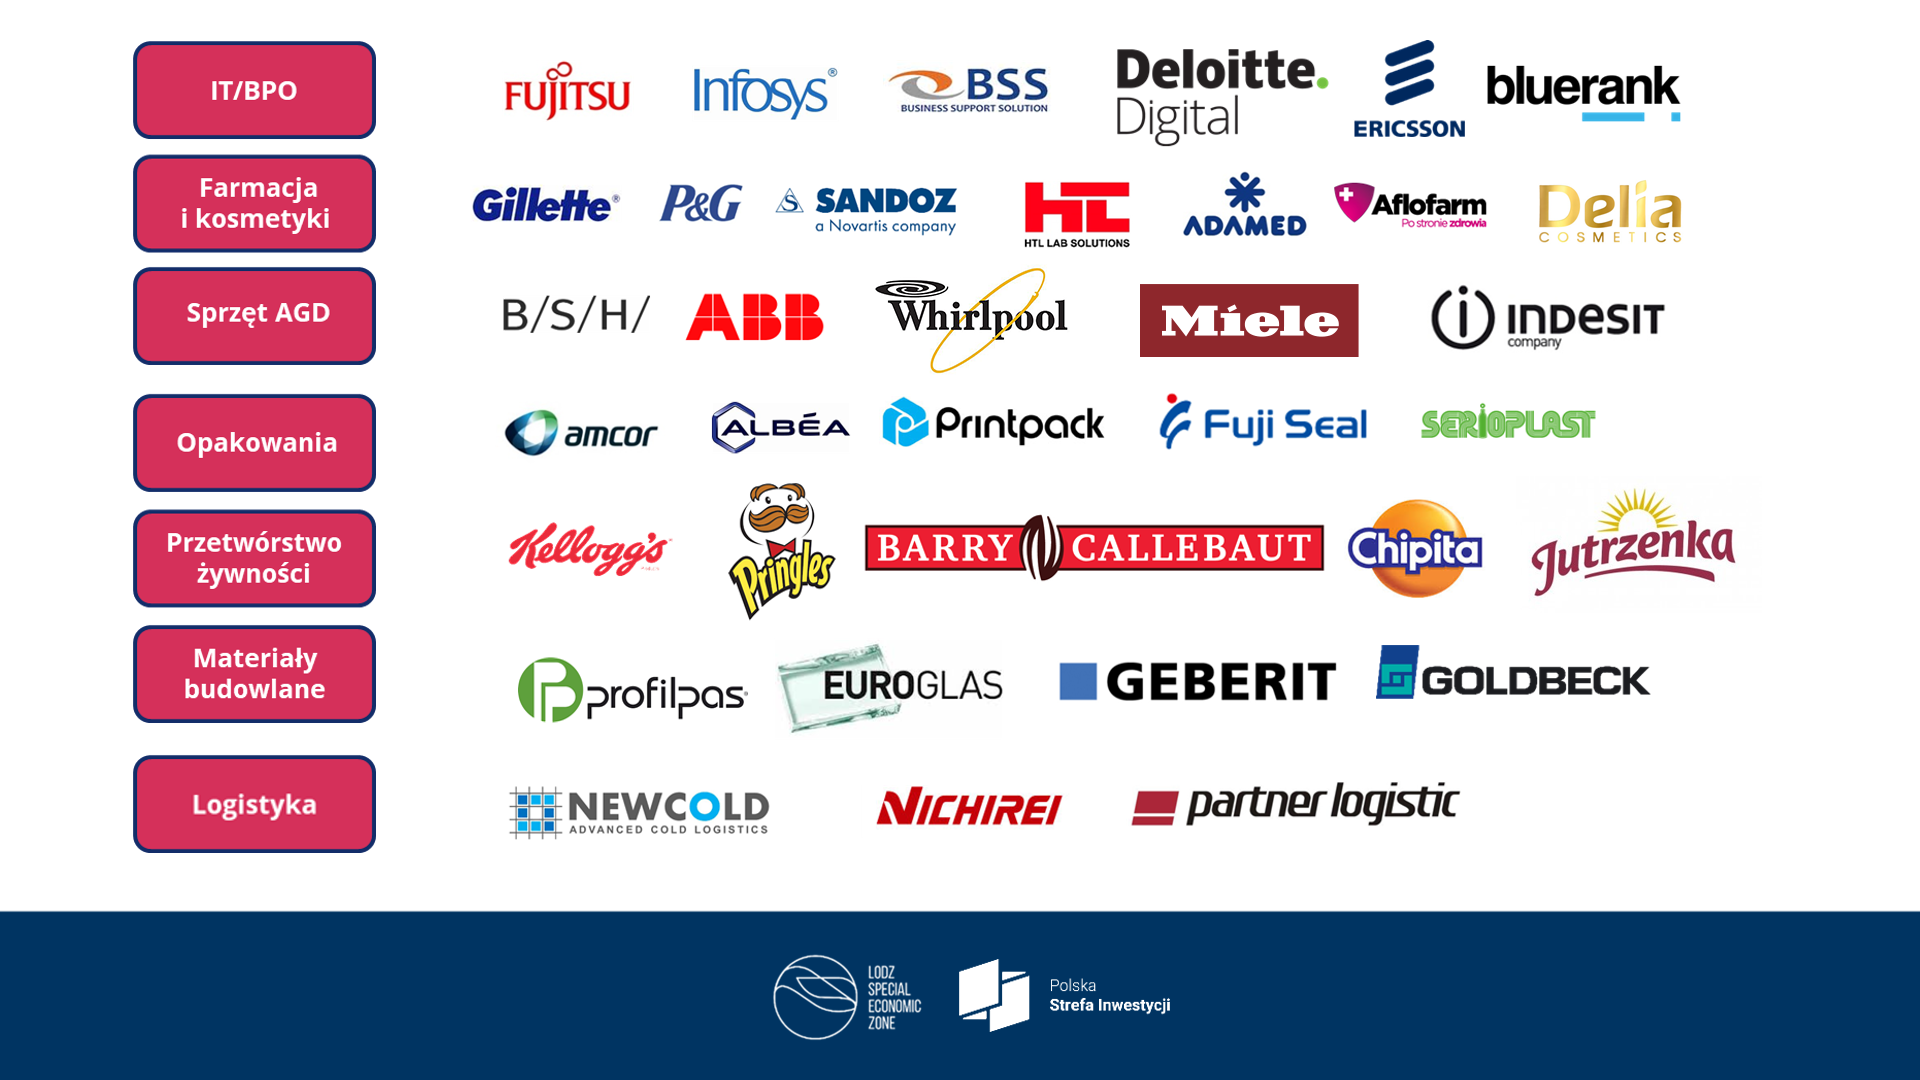 IT/BPO
FUJITSU
Infosys®
BSS
BUSINESS SUPPORT SOLUTION
Deloitte.
Digital
ERICSSON
bluerank
Farmacja
i kosmetyki
Gillette®
P&G
S SANDOZ
a Novartis company
HTL
HTL LAB SOLUTIONS
ADAMED
Aflofarm
Po stronie zdrowia
Delia
COSMETICS
Sprzęt AGD
B/S/H/
ABB
Whirlpool
Miele
INDESIT
company
Opakowania
amcor
ALBÉA
Printpack
Fuji Seal
SERIOPLAST
Przetwórstwo
żywności
Kellogg's
Pringles
BARRY CALLEBAUT
Chipita
Jutrzenka
Materiały
budowlane
profilpas
EUROGLAS
GEBERIT
GOLDBECK
Logistyka
NEWCOLD
ADVANCED COLD LOGISTICS
NICHIREI
partner logistic
LODZ
SPECIAL
ECONOMIC
ZONE
Polska
Strefa Inwestycji